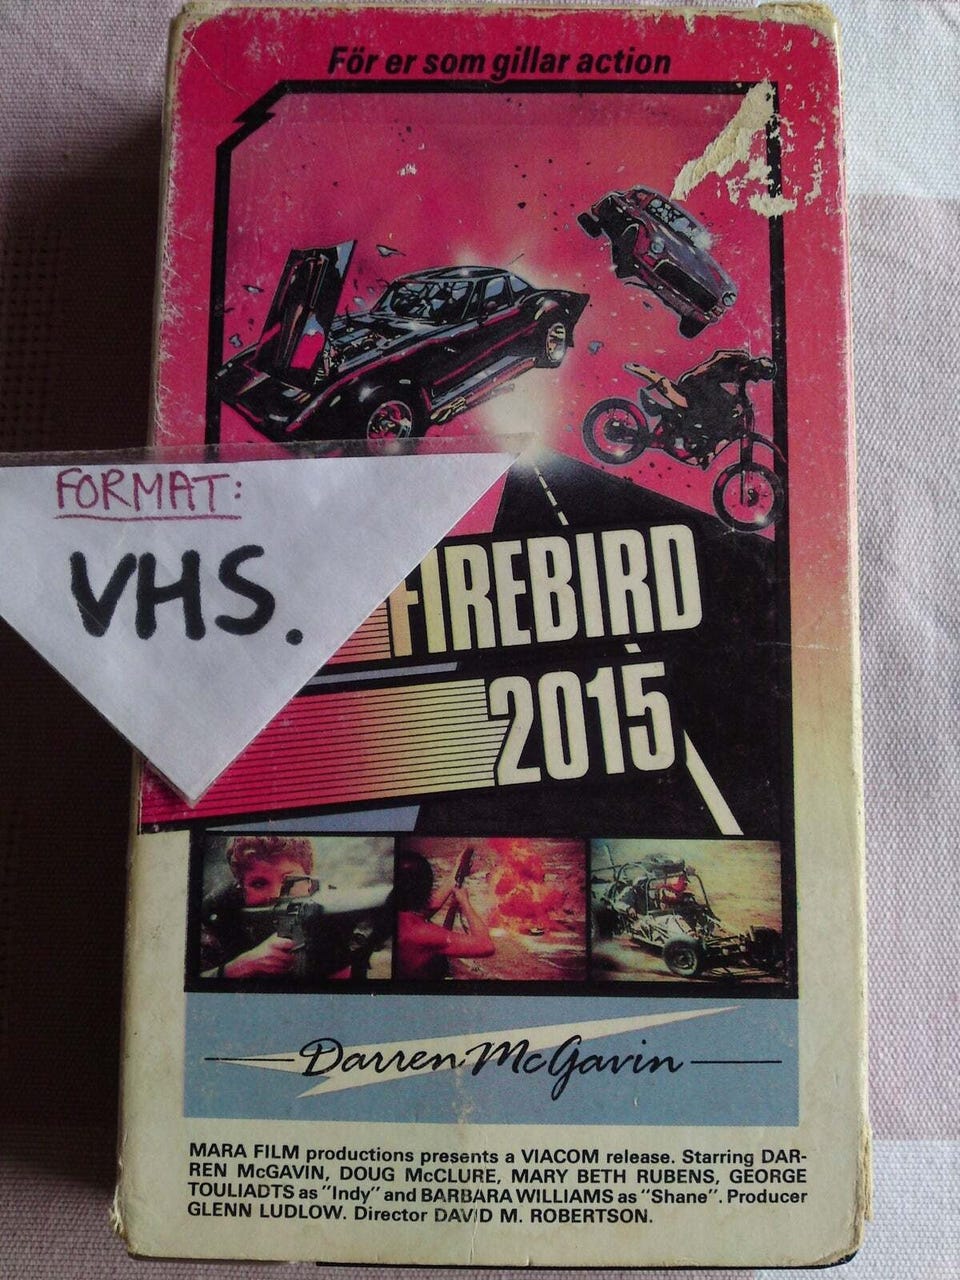 För er som gillar action
FORMAT:
VHS.
FIREBIRD
2015
Darren McGavin
MARA FILM productions presents a VIACOM release. Starring DAR-
REN McGAVIN, DOUG McCLURE, MARY BETH RUBENS, GEORGE
TOULIADTS as "Indy" and BARBARA WILLIAMS as "Shane". Producer
GLENN LUDLOW. Director DAVID M. ROBERTSON.